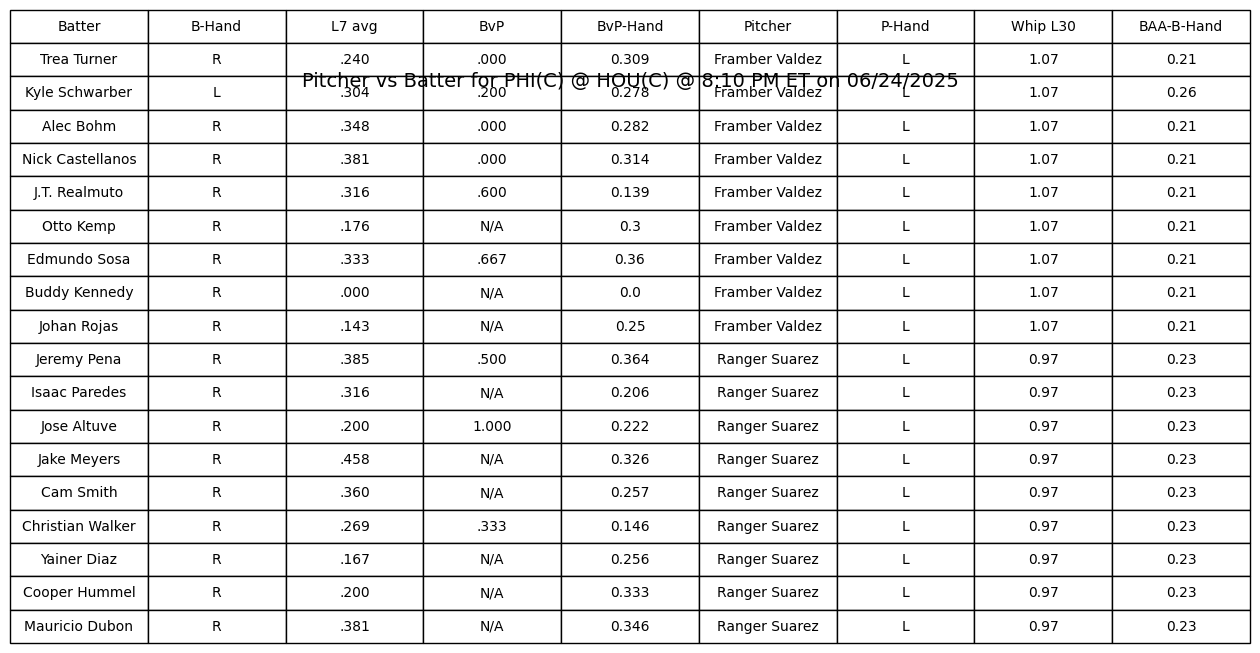 Batter B-Hand L7 avg BvP BvP-Hand Pitcher P-Hand Whip L30 BAA-B-Hand
Trea Turner R .240 .000 0.309 Framber Valdez L 1.07 0.21
Pitcher vs Batter for PHI(C) @ HOU(C) @ 8:10 PM ET on 06/24/2025
Kyle Schwarber L .304 .200 0.278 Framber Valdez L 1.07 0.26
Alec Bohm R .348 .000 0.282 Framber Valdez L 1.07 0.21
Nick Castellanos R .381 .000 0.314 Framber Valdez L 1.07 0.21
J.T. Realmuto R .316 .600 0.139 Framber Valdez L 1.07 0.21
Otto Kemp R .176 N/A 0.3 Framber Valdez L 1.07 0.21
Edmundo Sosa R .333 .667 0.36 Framber Valdez L 1.07 0.21
Buddy Kennedy R .000 N/A 0.0 Framber Valdez L 1.07 0.21
Johan Rojas R .143 N/A 0.25 Framber Valdez L 1.07 0.21
Jeremy Pena R .385 .500 0.364 Ranger Suarez L 0.97 0.23
Isaac Paredes R .316 N/A 0.206 Ranger Suarez L 0.97 0.23
Jose Altuve R .200 1.000 0.222 Ranger Suarez L 0.97 0.23
Jake Meyers R .458 N/A 0.326 Ranger Suarez L 0.97 0.23
Cam Smith R .360 N/A 0.257 Ranger Suarez L 0.97 0.23
Christian Walker R .269 .333 0.146 Ranger Suarez L 0.97 0.23
Yainer Diaz R .167 N/A 0.256 Ranger Suarez L 0.97 0.23
Cooper Hummel R .200 N/A 0.333 Ranger Suarez L 0.97 0.23
Mauricio Dubon R .381 N/A 0.346 Ranger Suarez L 0.97 0.23